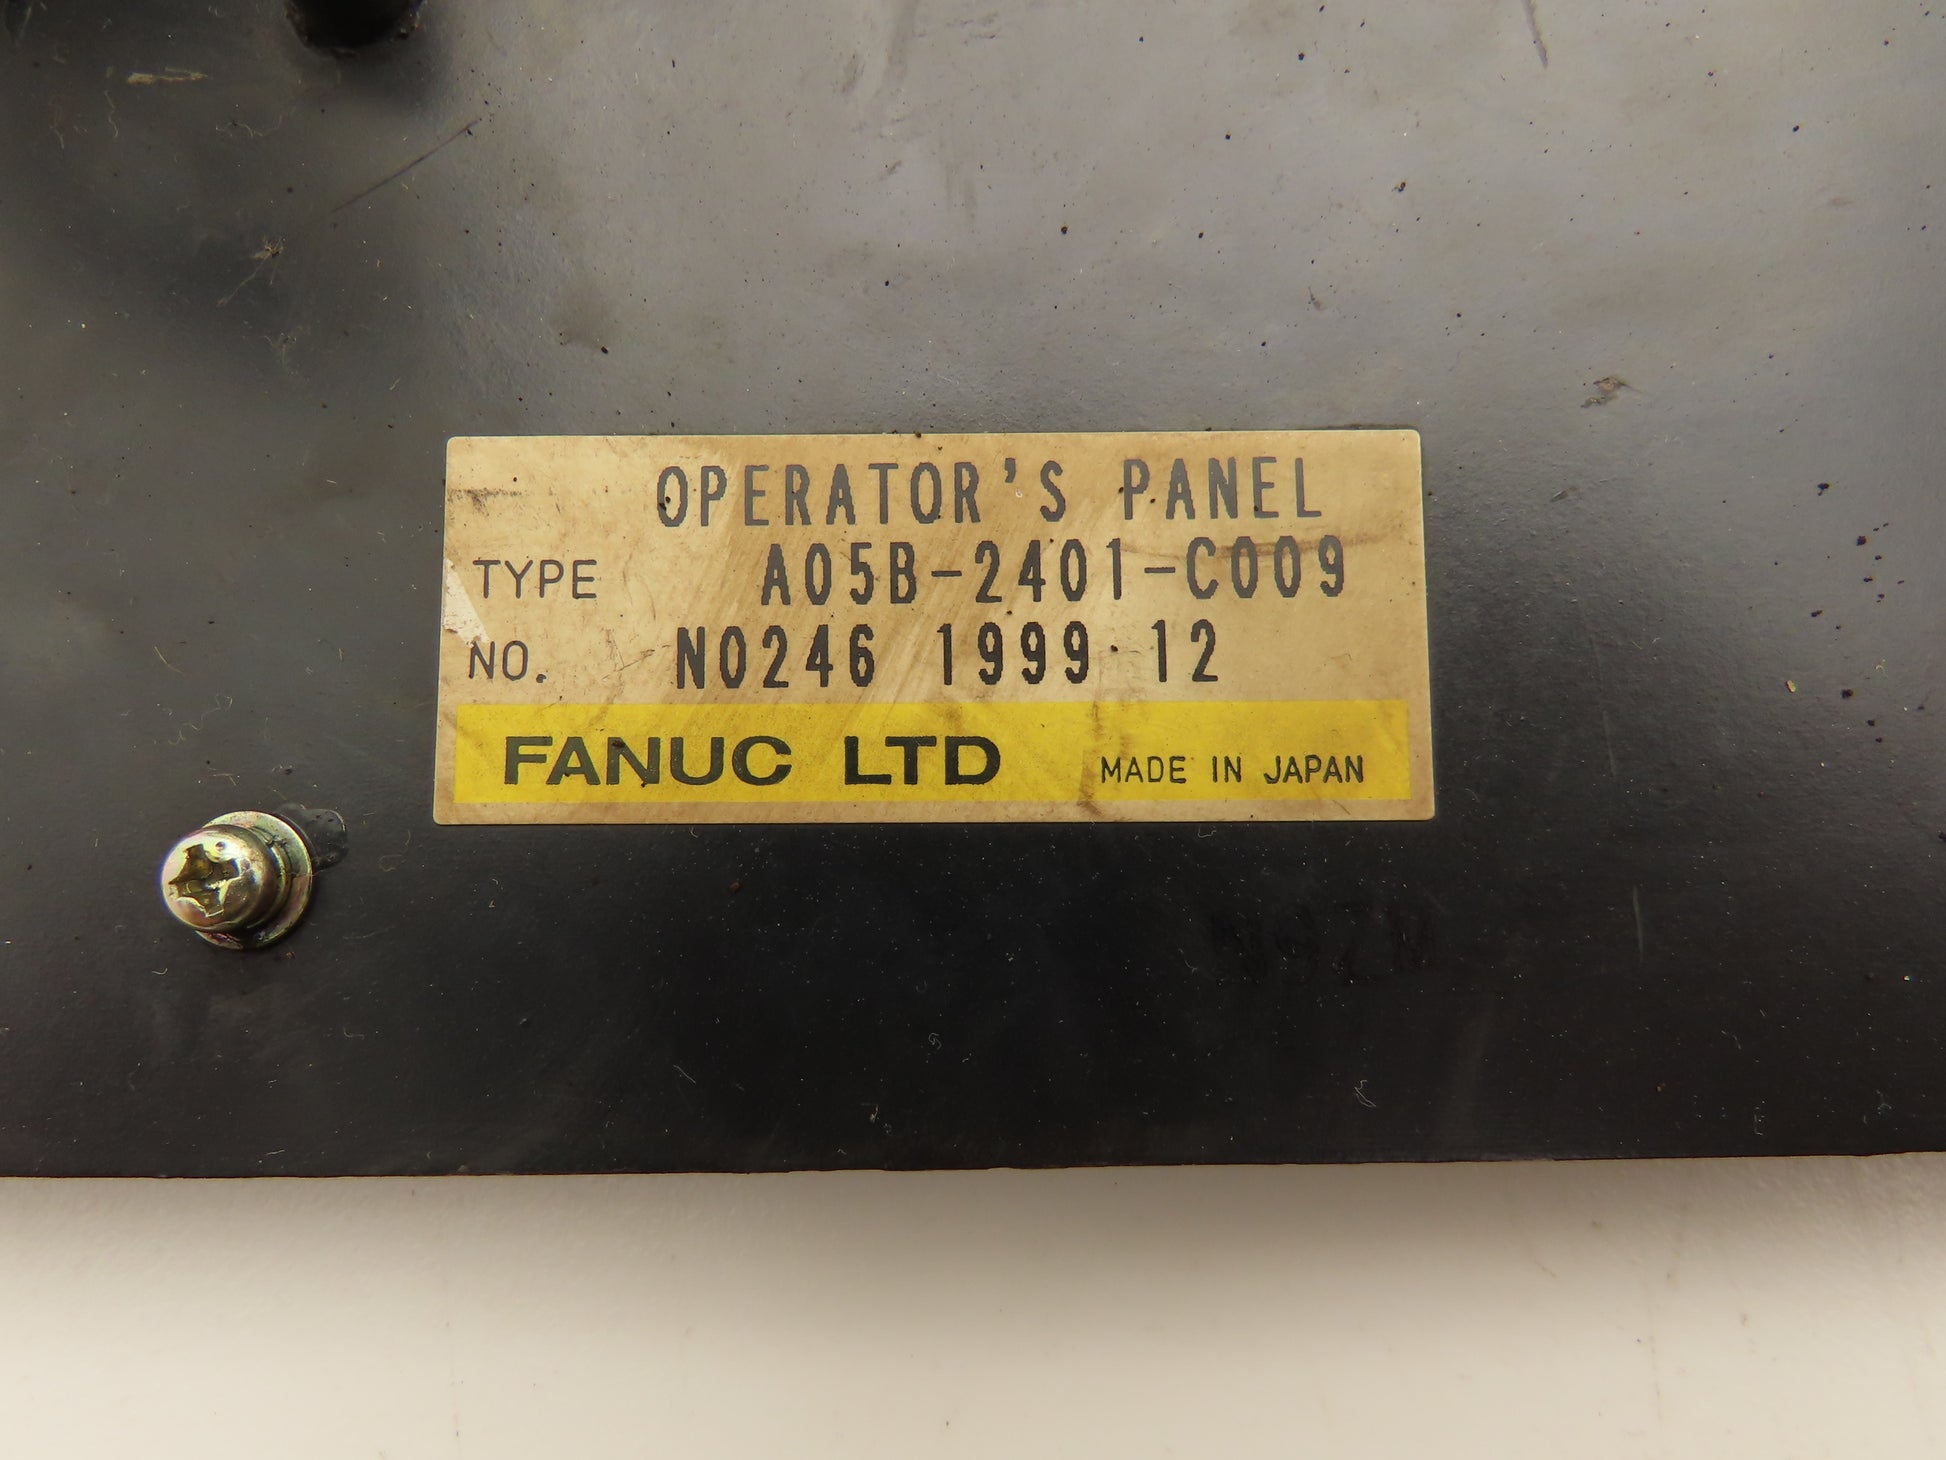 OPERATOR'S PANEL
TYPE A05B-2401-C009
NO. N0246 1999 12
FANUC LTD MADE IN JAPAN